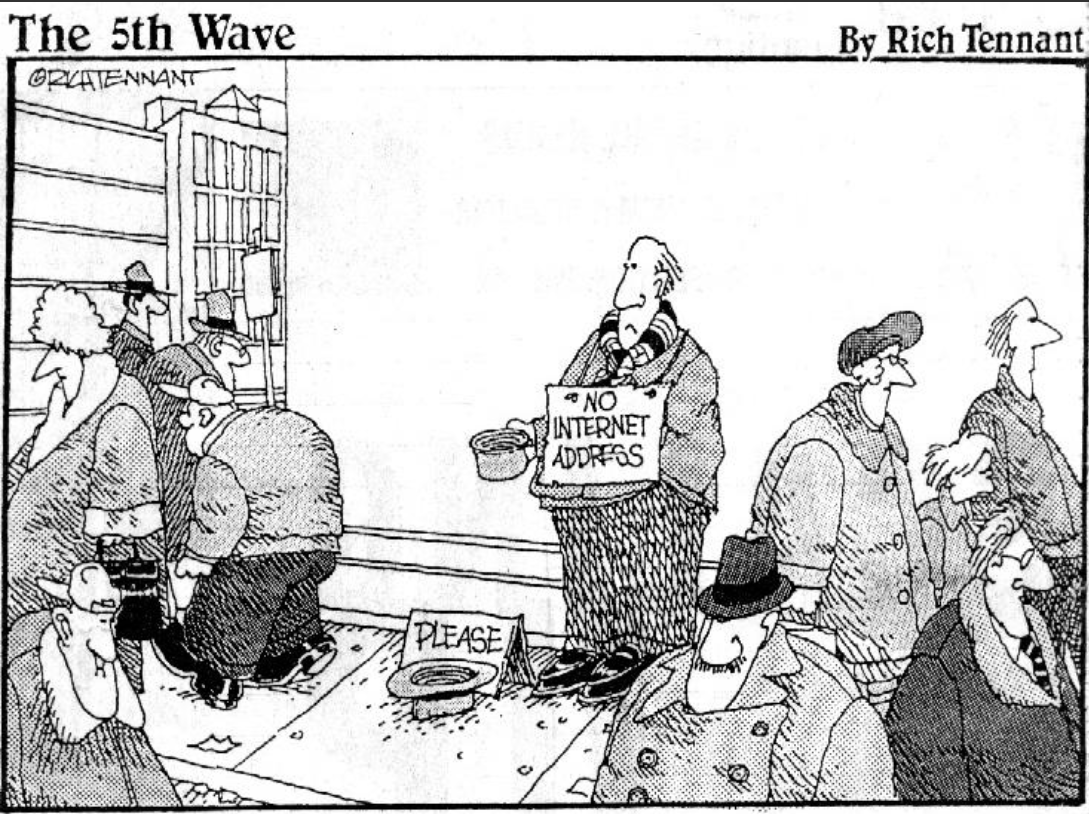 The 5th Wave
By Rich Tennant
©RICHTENNANT
NO
INTERNET
ADDRESS
PLEASE